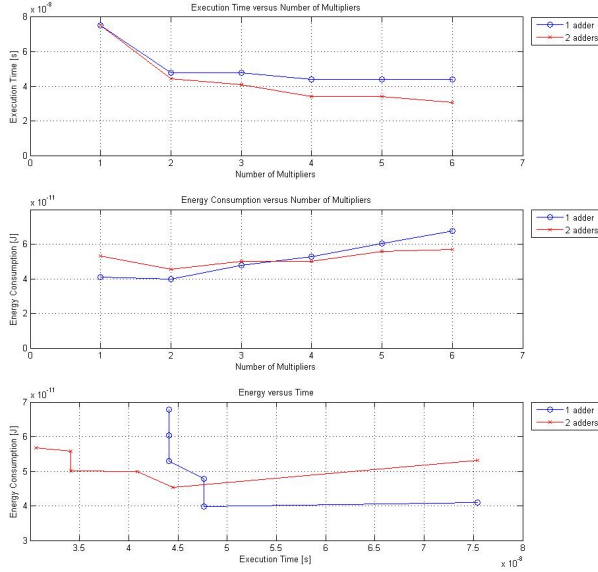 Execution Time versus Number of Multipliers
x 10^-8
8
6
4
2
0
Execution Time [s]
0 1 2 3 4 5 6 7
Number of Multipliers
1 adder
2 adders
Energy Consumption versus Number of Multipliers
x 10^-11
6
4
2
0
Energy Consumption [J]
0 1 2 3 4 5 6 7
Number of Multipliers
1 adder
2 adders
Energy versus Time
x 10^-11
7
6
5
4
3
Energy Consumption [J]
3.5 4 4.5 5 5.5 6 6.5 7 7.5 8
Execution Time [s]
x 10^-8
1 adder
2 adders